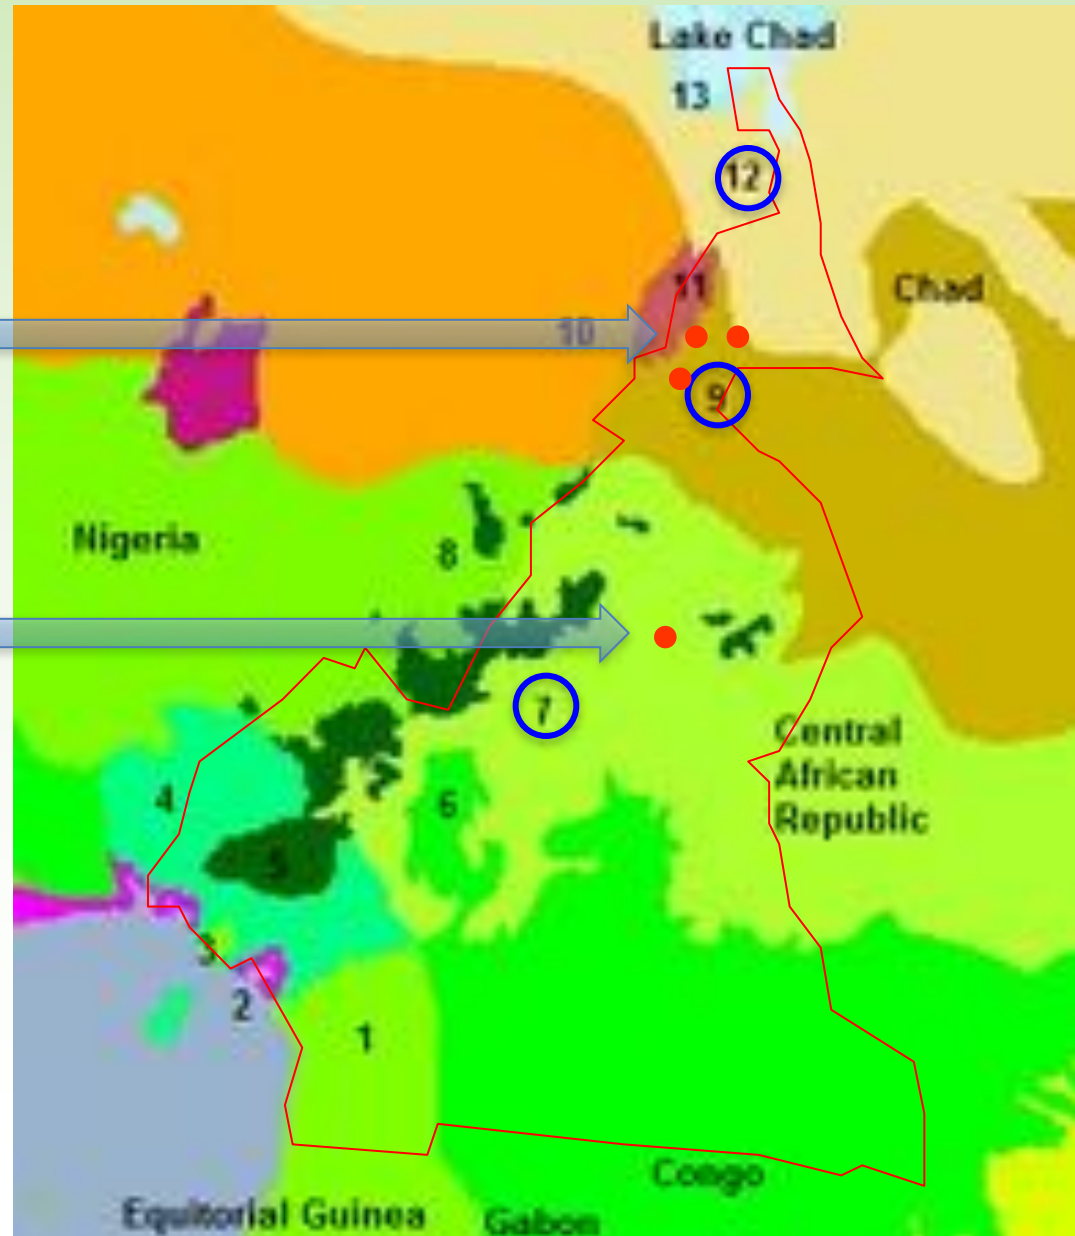 Lake Chad
13
12
11
Chad
10
9
Nigeria
8
7
Central
African
Republic
4
6
5
3
2
1
Congo
Equitorial Guinea
Gabon